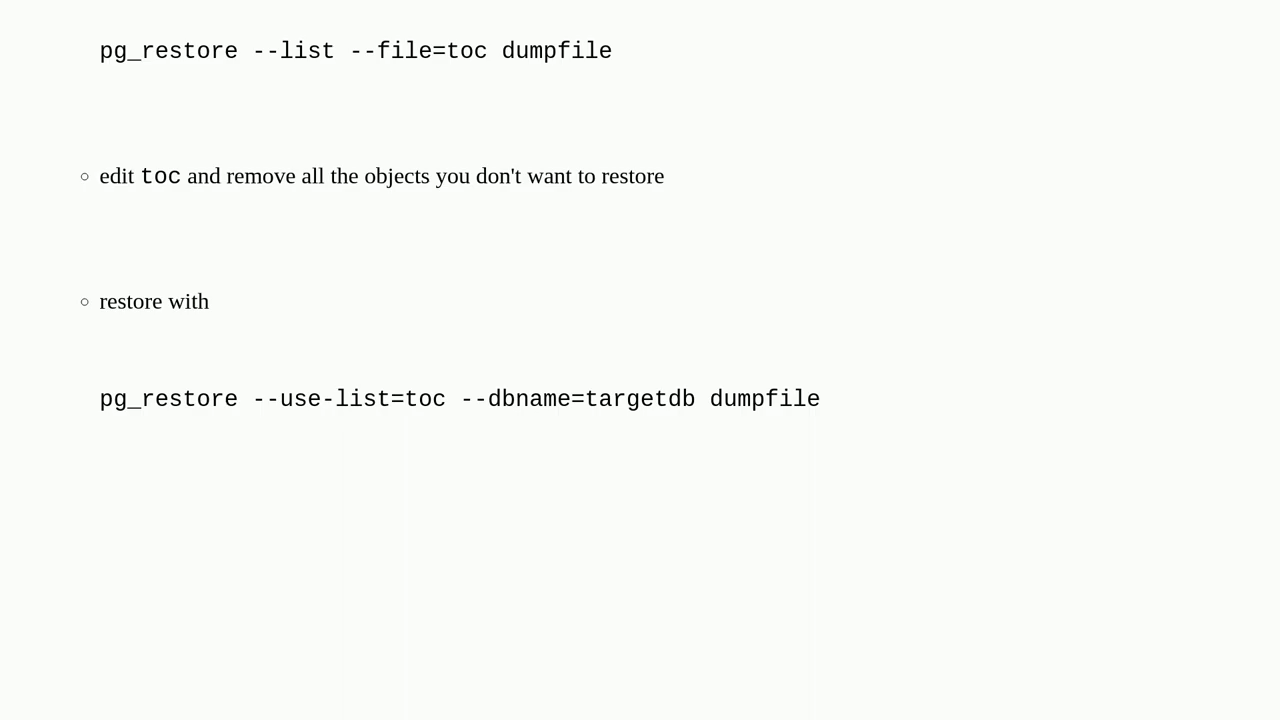 pg_restore --list --file=toc dumpfile
edit toc and remove all the objects you don't want to restore
restore with
pg_restore --use-list=toc --dbname=targetdb dumpfile